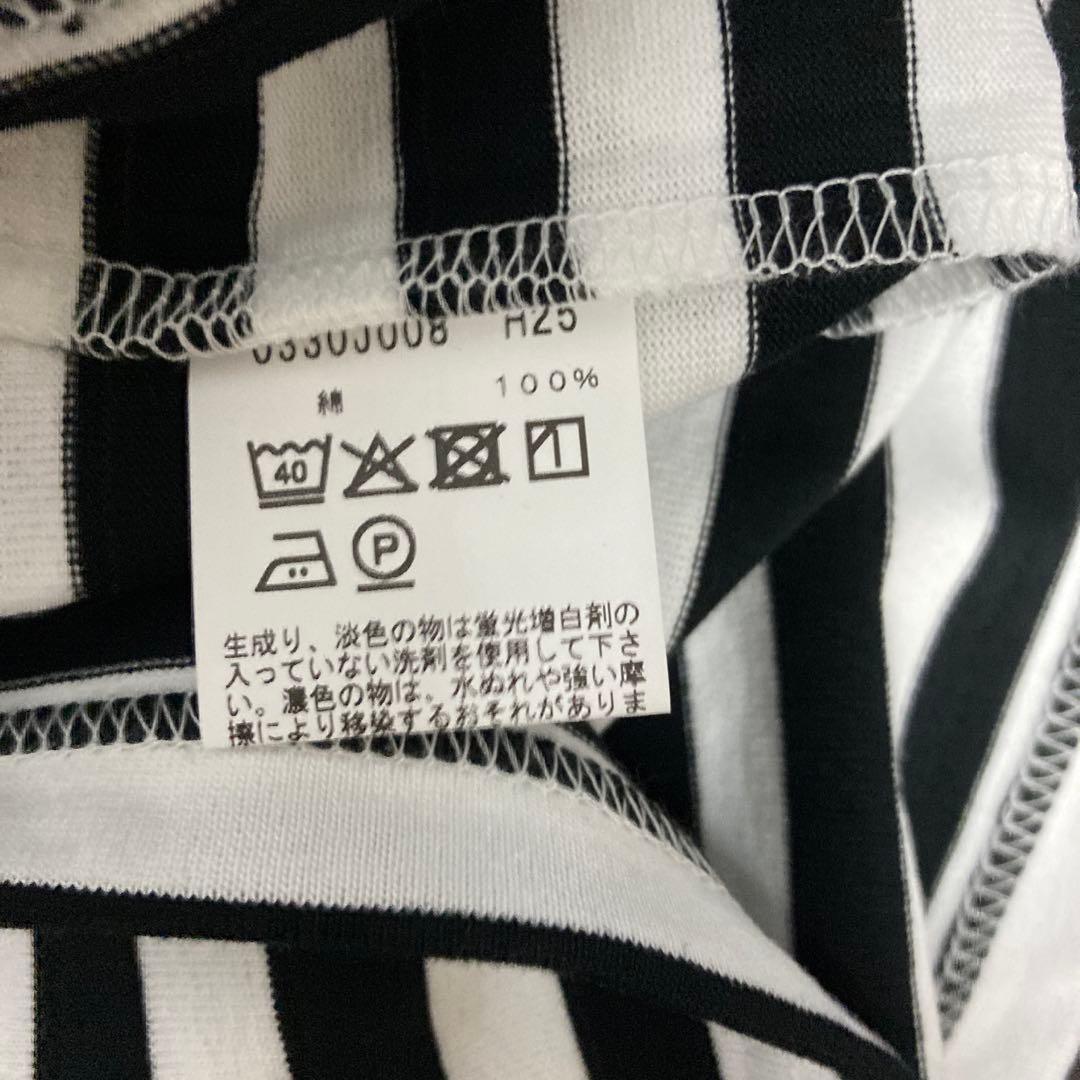 0330J008 H25
綿 100%
40
P
生成り、淡色の物は蛍光増白剤の
入っていない洗剤を使用して下さ
い。濃色の物は、水ぬれや強い摩
擦により移染するおそれがありま